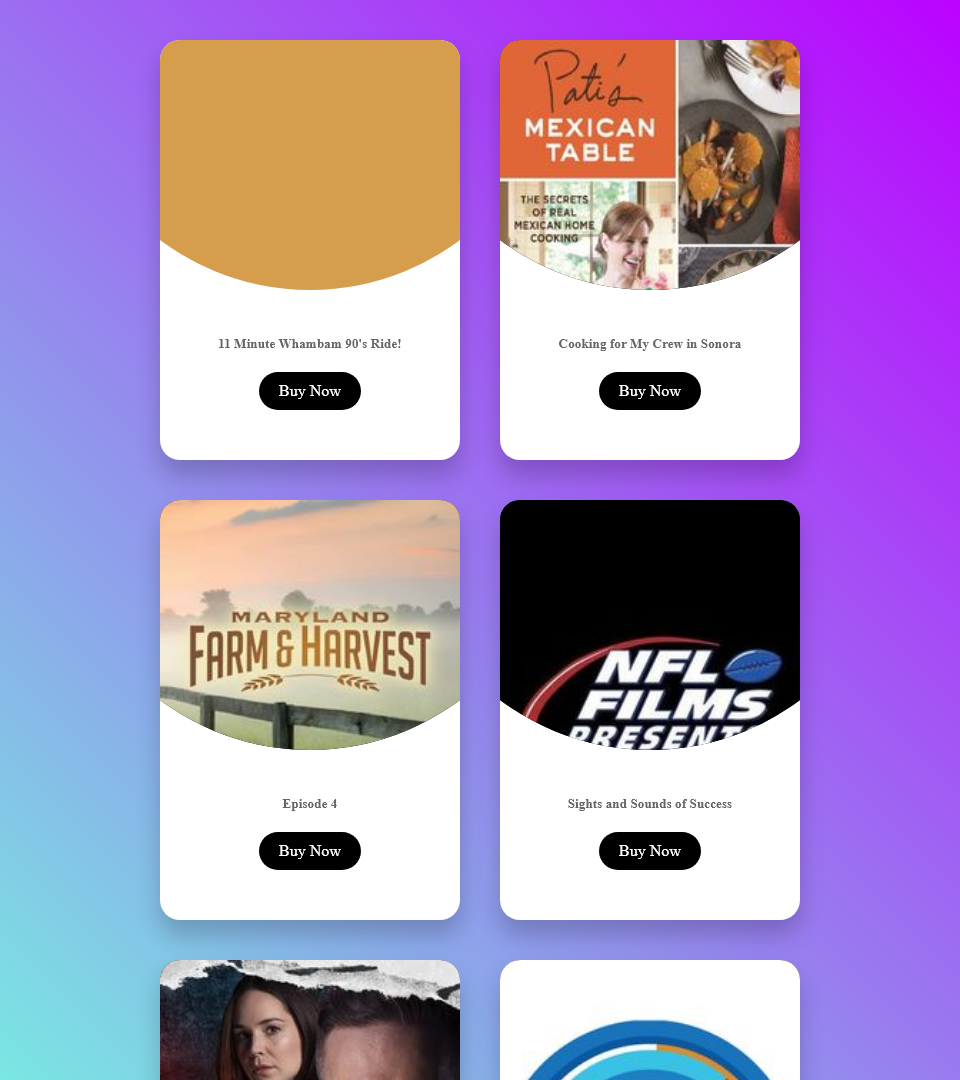 11 Minute Whambam 90's Ride!
Buy Now
Pati's
MEXICAN
TABLE
THE SECRETS
OF REAL
MEXICAN HOME
COOKING
Cooking for My Crew in Sonora
Buy Now
MARYLAND
FARM & HARVEST
Episode 4
Buy Now
NFL
FILMS
PRESENTS
Sights and Sounds of Success
Buy Now